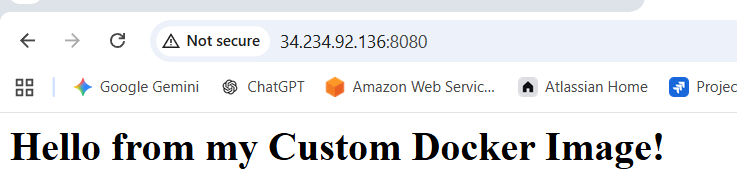 Not secure 34.234.92.136:8080
Google Gemini ChatGPT Amazon Web Servic... Atlassian Home Projec
Hello from my Custom Docker Image!